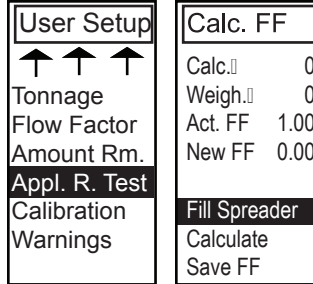 User Setup
Tonnage
Flow Factor
Amount Rm.
Appl. R. Test
Calibration
Warnings
Calc. FF
Calc. 0
Weigh. 0
Act. FF 1.00
New FF 0.00
Fill Spreader
Calculate
Save FF